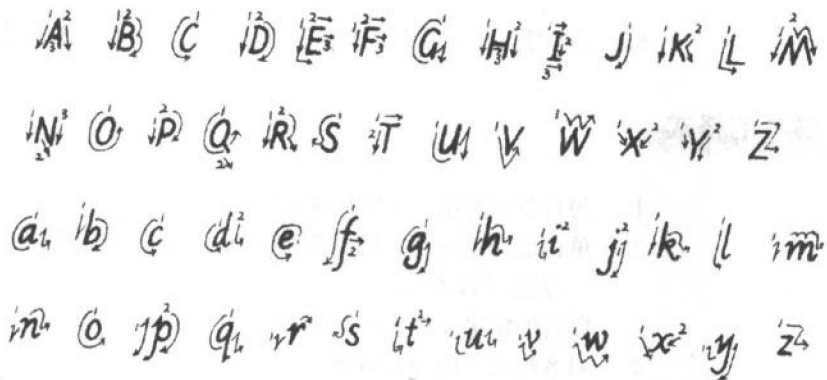 A B C D E F G H I J K L M
N O P Q R S T U V W X Y Z
a b c d e f g h i j k l m
n o p q r s t u v w x y z